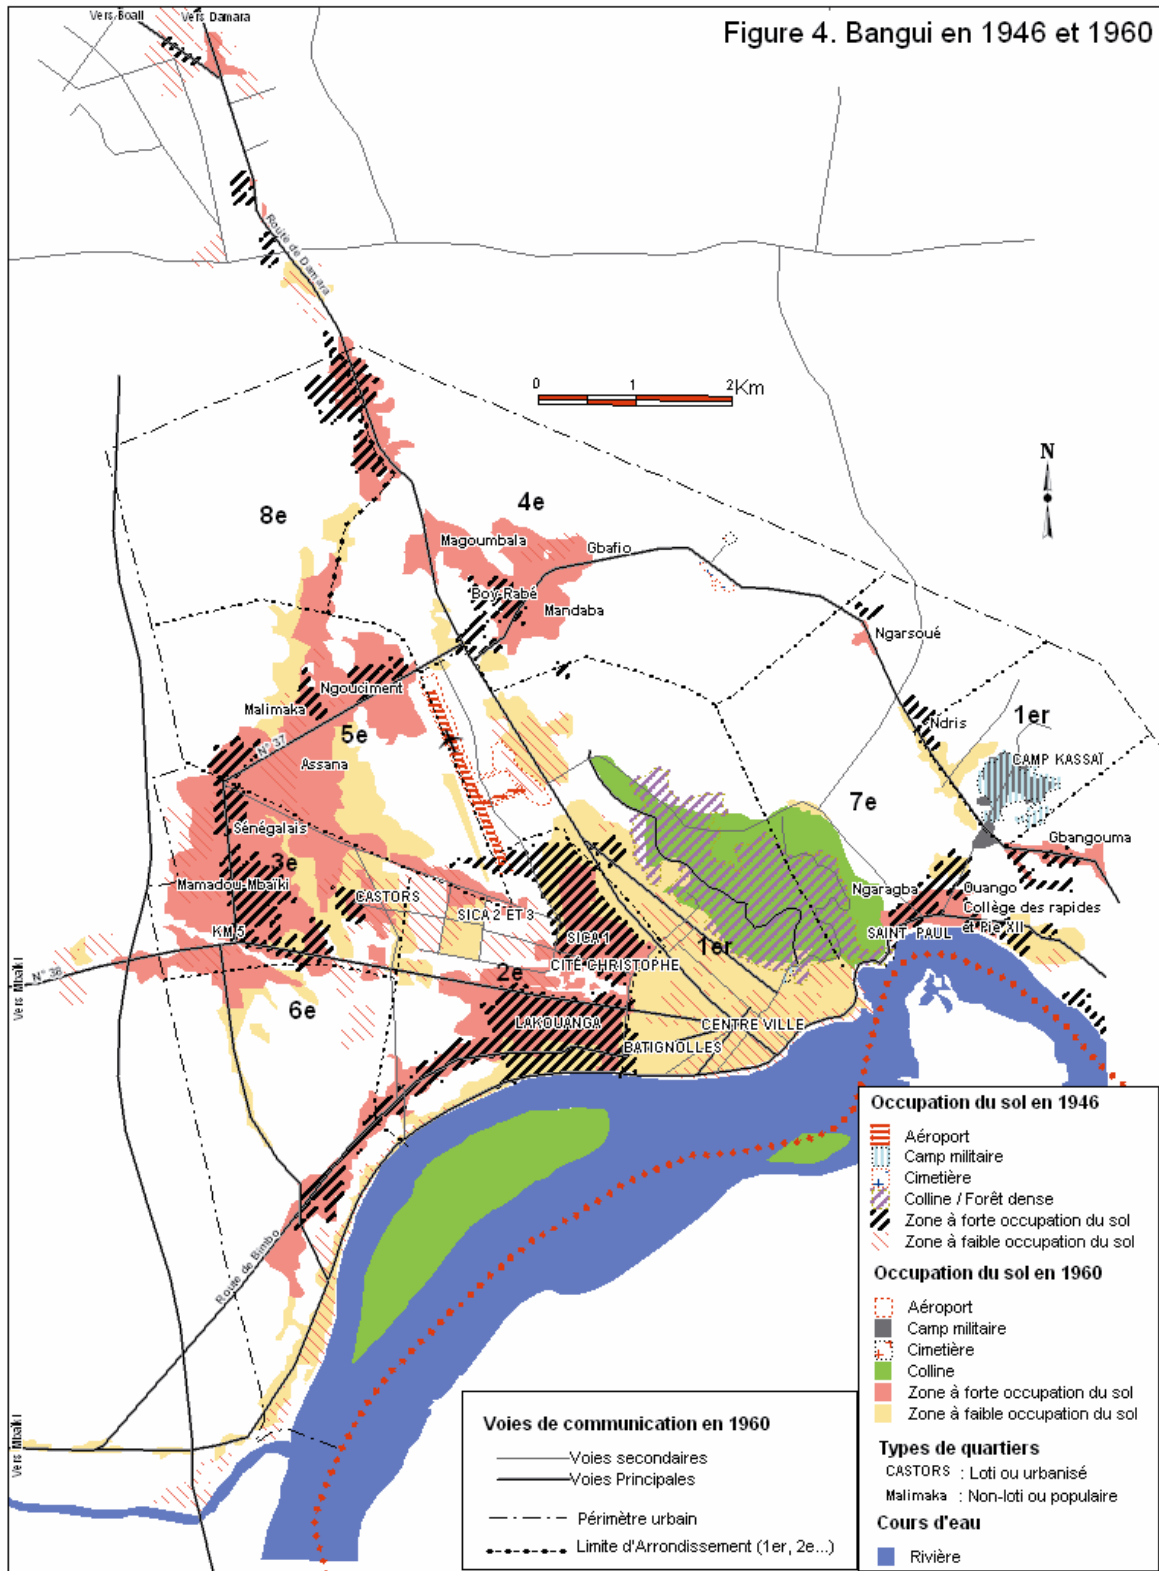 Figure 4. Bangui en 1946 et 1960
Vers Boali
Vers Damara
Route de Damara
0 1 2 Km
N
8e
4e
Magoumbala
Gbafio
Boy-Rabé
Mandaba
Ngarsoué
Ngouciment
Malimaka
5e
N° 37
Assana
Ndris
1er
CAMP KASSAÏ
7e
Sénégalais
3e
Mamadou-Mbaïki
CASTORS
SICA 2 ET 3
KM 5
SICA 1
CITÉ CHRISTOPHE
2e
1er
Gbangouma
Ngaragba
Ouango
Collège des rapides
et Pie XII
SAINT PAUL
N° 36
Vers Mbaïki
6e
LAKOUANGA
CENTRE VILLE
BATIGNOLLES
Route de Bimbo
Vers Mbaïki
Occupation du sol en 1946
Aéroport
Camp militaire
Cimetière
Colline / Forêt dense
Zone à forte occupation du sol
Zone à faible occupation du sol
Occupation du sol en 1960
Aéroport
Camp militaire
Cimetière
Colline
Zone à forte occupation du sol
Zone à faible occupation du sol
Types de quartiers
CASTORS : Loti ou urbanisé
Malimaka : Non-loti ou populaire
Cours d'eau
Rivière
Voies de communication en 1960
Voies secondaires
Voies Principales
Périmètre urbain
Limite d'Arrondissement (1er, 2e...)